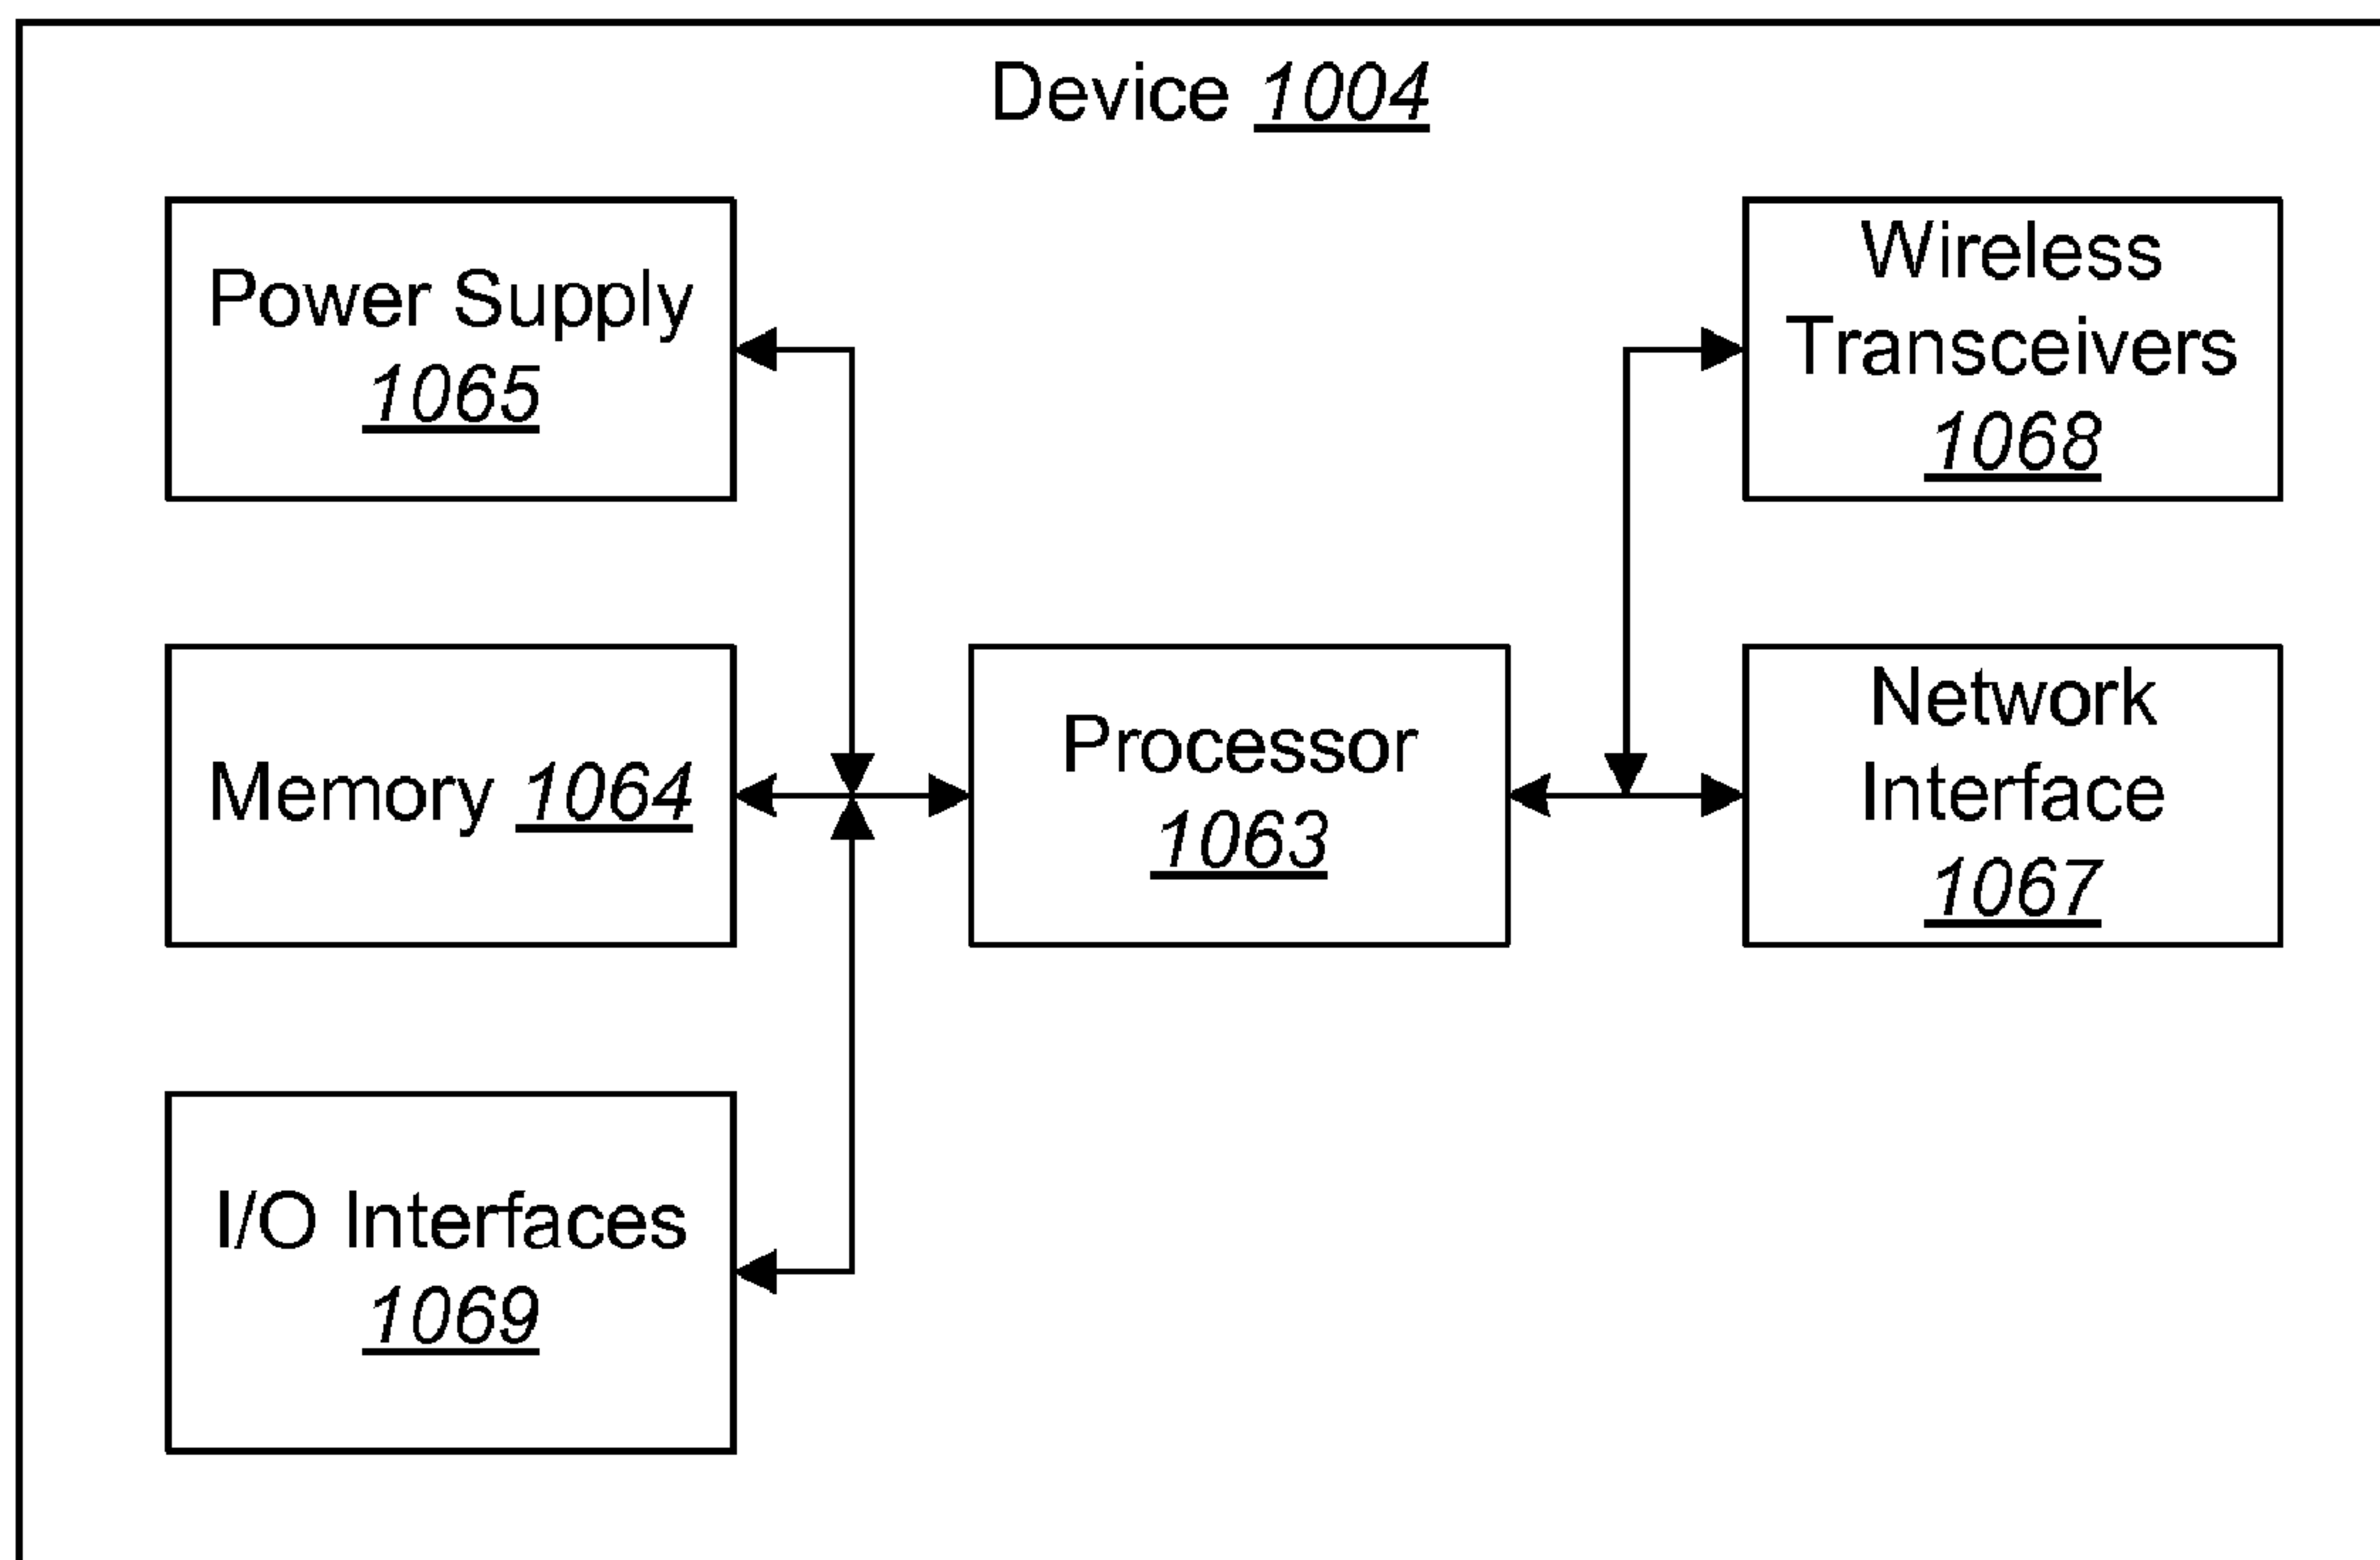 Device 1004
Power Supply
1065
Wireless
Transceivers
1068
Memory 1064
Processor
1063
Network
Interface
1067
I/O Interfaces
1069